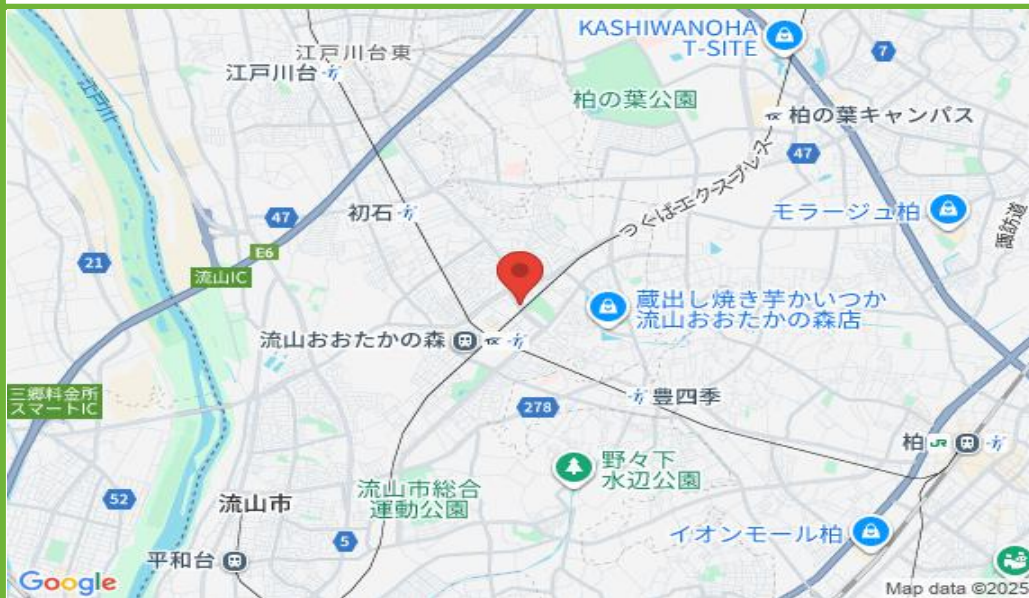 KASHIWANOHA
T-SITE
7
江戸川台東
江戸川台
柏の葉公園
柏の葉キャンパス
江戸川
47
つくばエクスプレス
47
初石
モラージュ柏
諏訪道
21
E6
流山IC
蔵出し焼き芋かいつか
流山おおたかの森店
流山おおたかの森
三郷料金所
スマートIC
豊四季
278
柏
JR
野々下
水辺公園
52
流山市
流山市総合
運動公園
5
イオンモール柏
平和台
Google
Map data ©2025